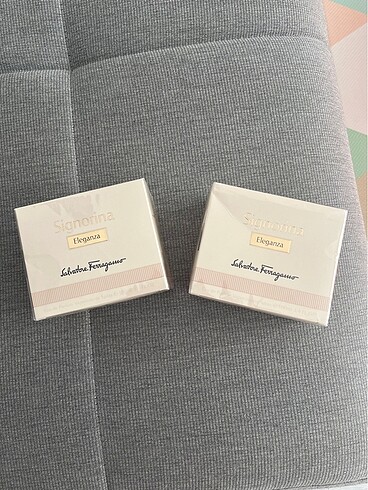 Signorina
Eleganza
Salvatore Ferragamo
Signorina
Eleganza
Salvatore Ferragamo